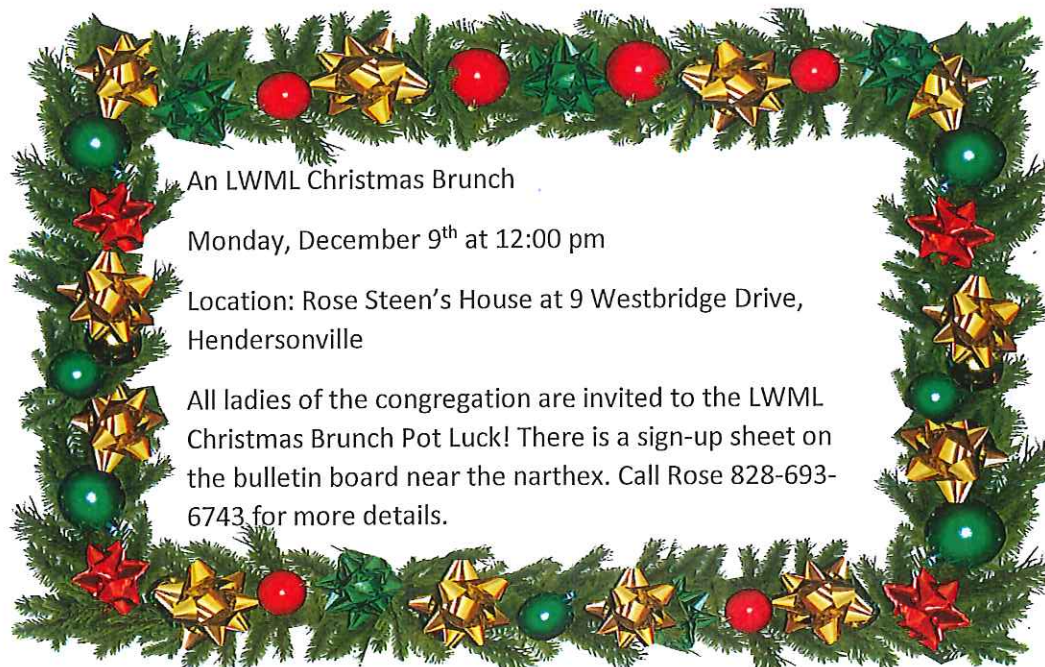 An LWML Christmas Brunch
Monday, December 9th at 12:00 pm
Location: Rose Steen's House at 9 Westbridge Drive,
Hendersonville
All ladies of the congregation are invited to the LWML
Christmas Brunch Pot Luck! There is a sign-up sheet on
the bulletin board near the narthex. Call Rose 828-693-
6743 for more details.